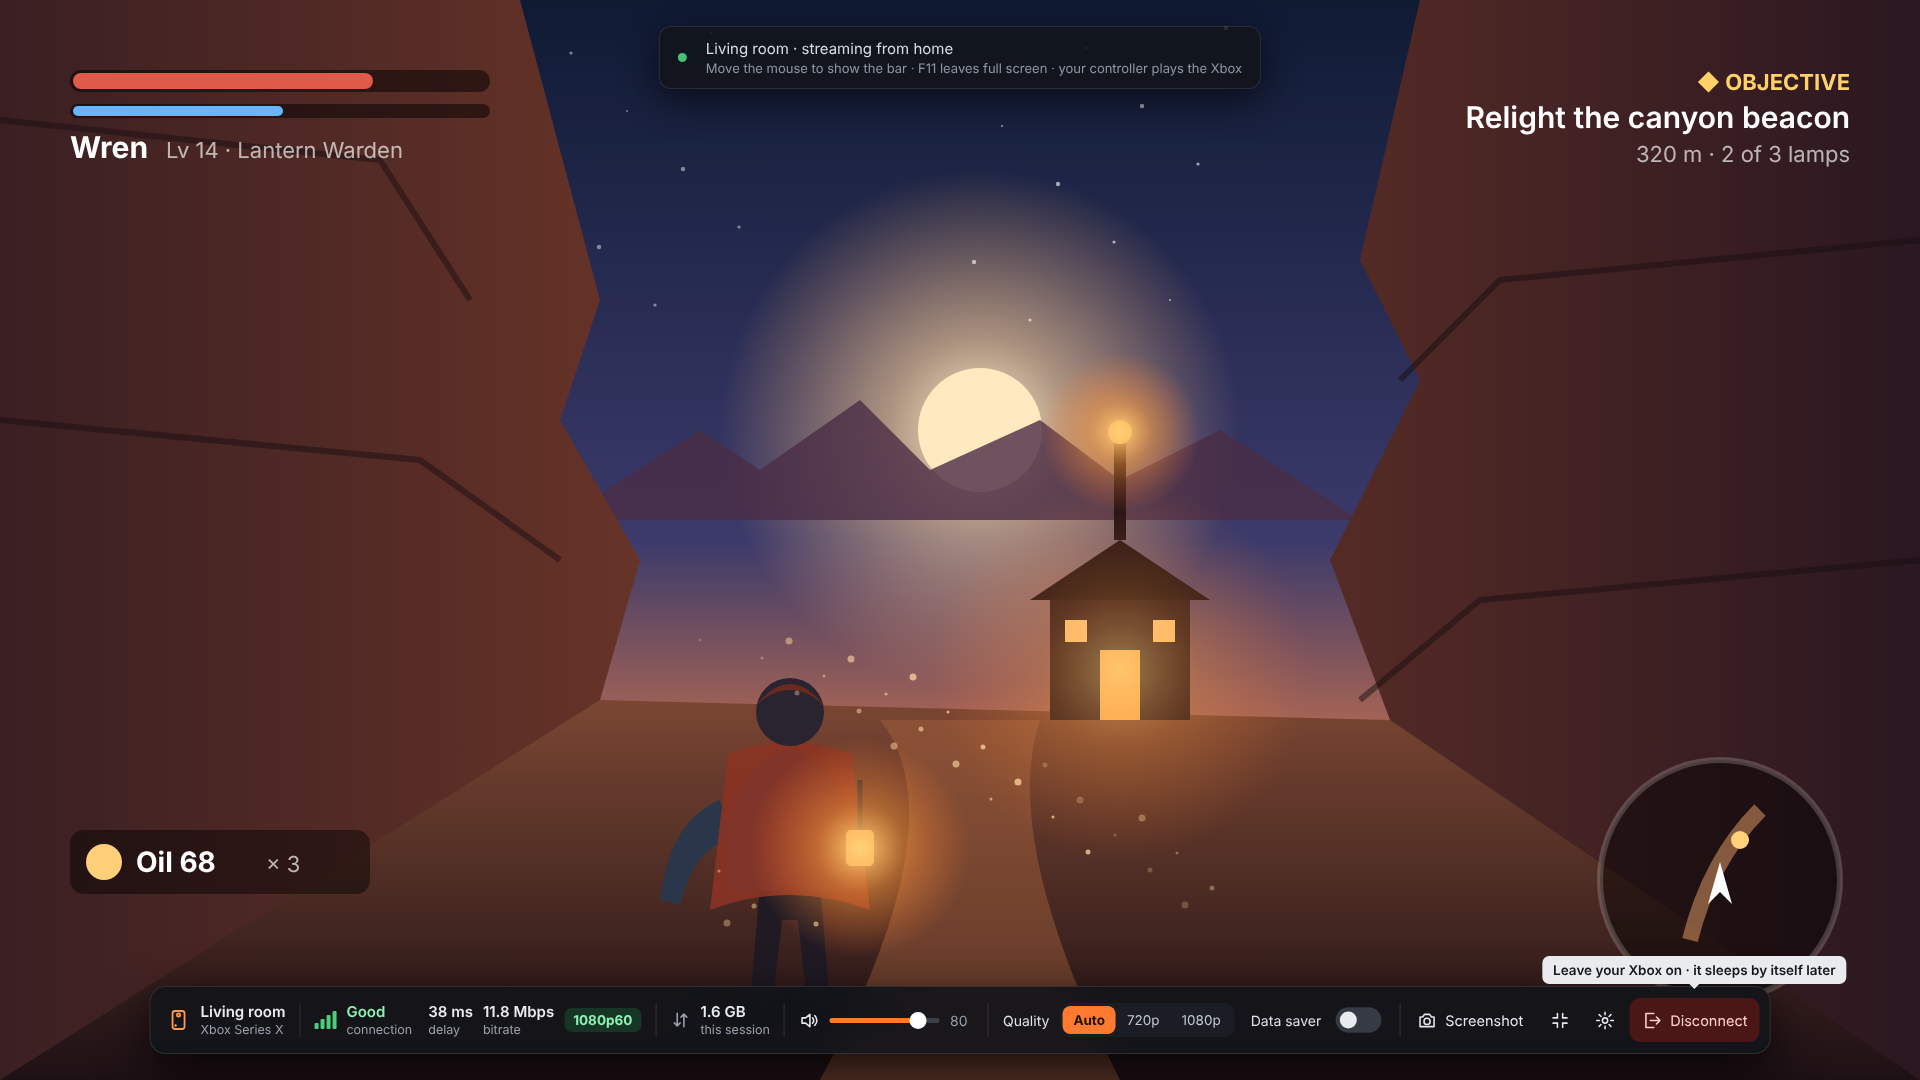 Living room · streaming from home
Move the mouse to show the bar · F11 leaves full screen · your controller plays the Xbox
Wren Lv 14 · Lantern Warden
OBJECTIVE
Relight the canyon beacon
320 m · 2 of 3 lamps
Oil 68 × 3
Leave your Xbox on · it sleeps by itself later
Living room
Xbox Series X
Good
connection
38 ms
delay
11.8 Mbps
bitrate
1080p60
1.6 GB
this session
80
Quality Auto 720p 1080p
Data saver
Screenshot
Disconnect